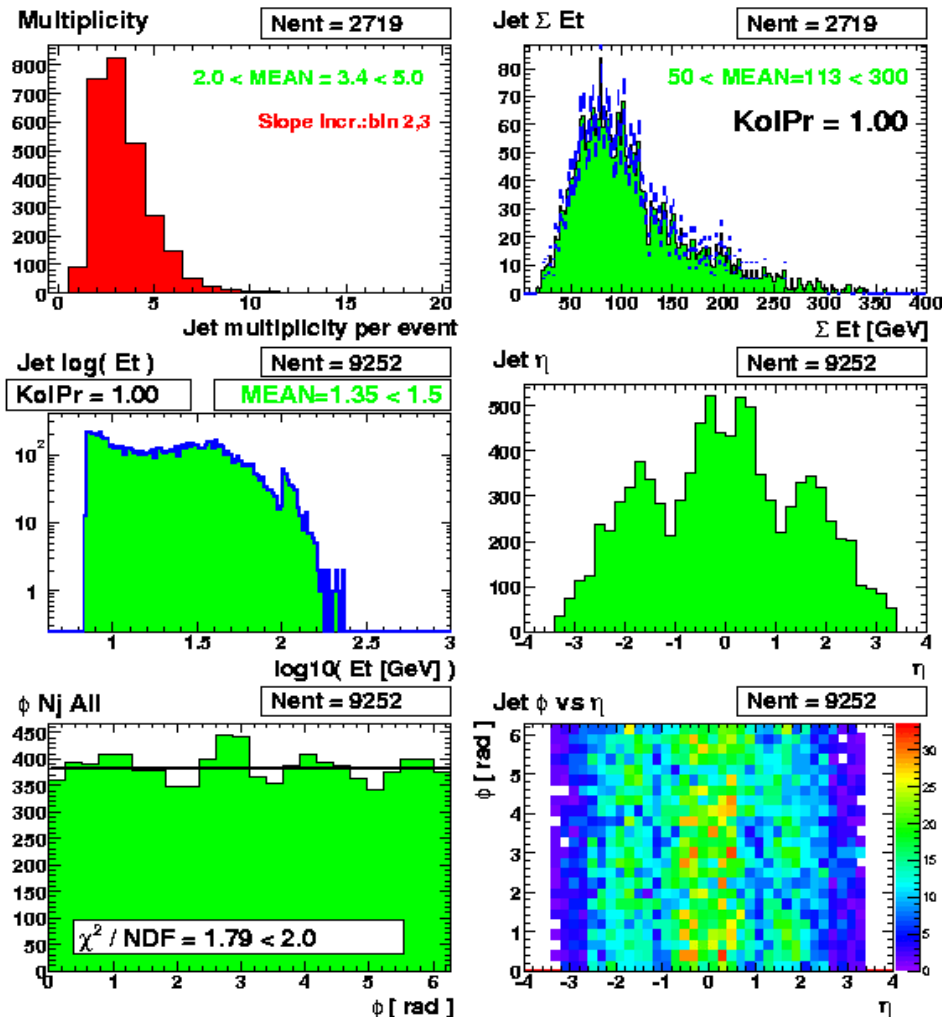 Multiplicity
Nent = 2719
2.0 < MEAN = 3.4 < 5.0
Slope Incr.:bin 2,3
800
700
600
500
400
300
200
100
0
0 5 10 15 20
Jet multiplicity per event
Jet Σ Et
Nent = 2719
50 < MEAN=113 < 300
KolPr = 1.00
80
70
60
50
40
30
20
10
0
50 100 150 200 250 300 350 400
Σ Et [GeV]
Jet log( Et )
Nent = 9252
KolPr = 1.00
MEAN=1.35 < 1.5
10²
10
1
1 1.5 2 2.5 3
log10( Et [GeV] )
Jet η
Nent = 9252
500
400
300
200
100
0
-4 -3 -2 -1 0 1 2 3 4
η
ϕ Nj All
Nent = 9252
450
400
350
300
250
200
150
100
50
0
χ² / NDF = 1.79 < 2.0
0 1 2 3 4 5 6
ϕ [ rad ]
Jet ϕ vs η
Nent = 9252
ϕ [ rad ]
6
5
4
3
2
1
0
-4 -3 -2 -1 0 1 2 3 4
η
30
25
20
15
10
5
0